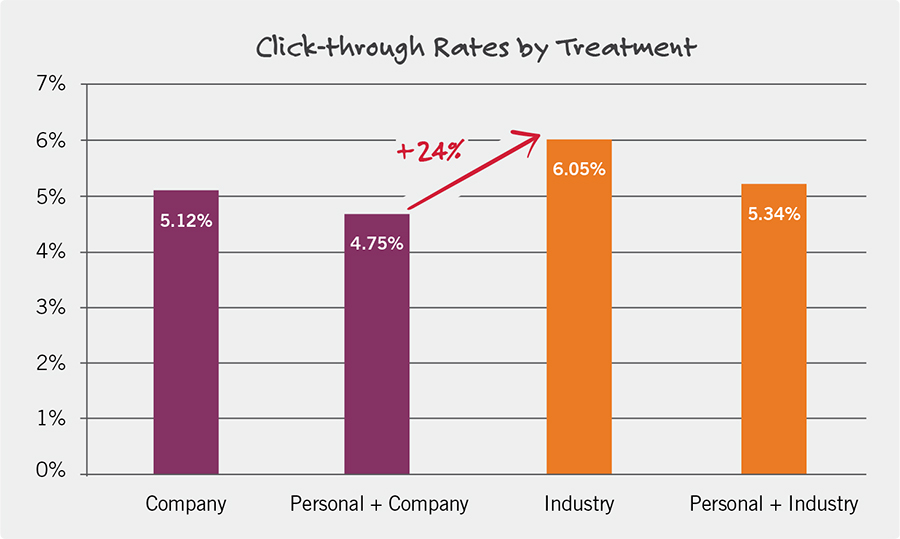 Click-through Rates by Treatment
7%
6%
5%
4%
3%
2%
1%
0%
+24%
5.12%
4.75%
6.05%
5.34%
Company
Personal + Company
Industry
Personal + Industry